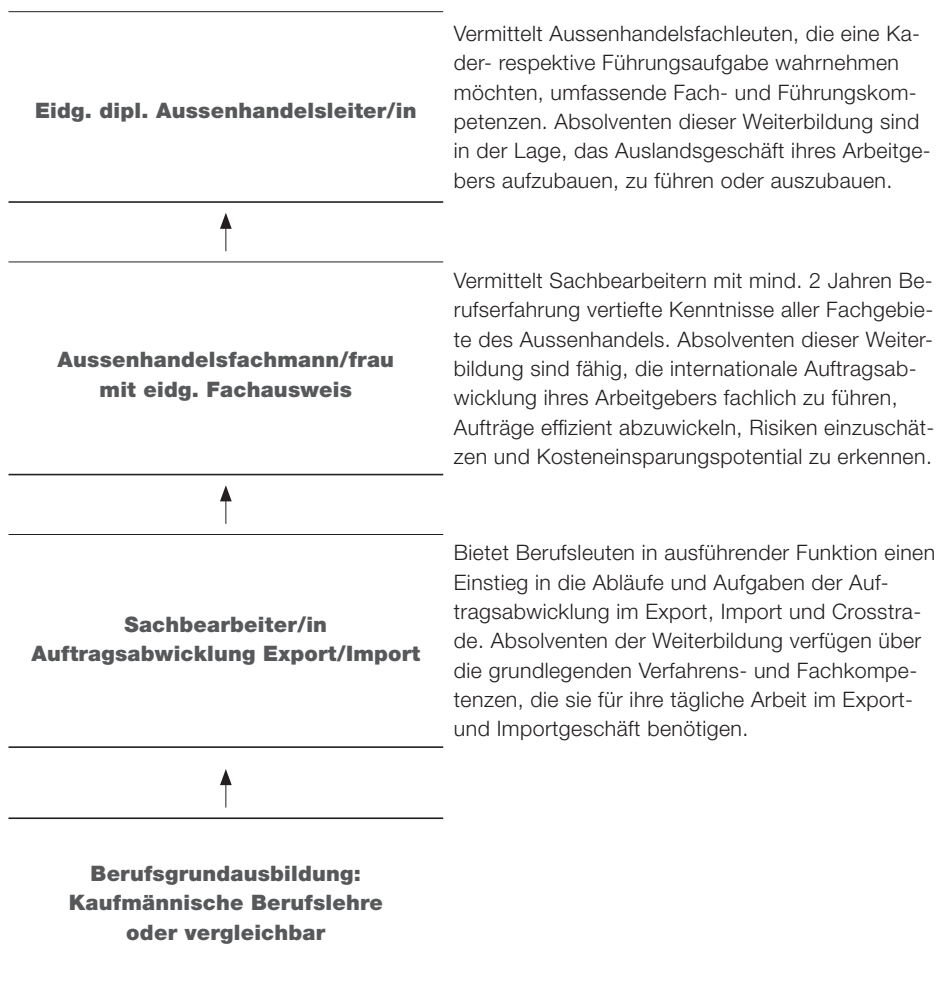 Eidg. dipl. Aussenhandelsleiter/in
Vermittelt Aussenhandelsfachleuten, die eine Ka-
der- respektive Führungsaufgabe wahrnehmen
möchten, umfassende Fach- und Führungskom-
petenzen. Absolventen dieser Weiterbildung sind
in der Lage, das Auslandsgeschäft ihres Arbeitge-
bers aufzubauen, zu führen oder auszubauen.
Aussenhandelsfachmann/frau
mit eidg. Fachausweis
Vermittelt Sachbearbeitern mit mind. 2 Jahren Be-
rufserfahrung vertiefte Kenntnisse aller Fachgebie-
te des Aussenhandels. Absolventen dieser Weiter-
bildung sind fähig, die internationale Auftragsab-
wicklung ihres Arbeitgebers fachlich zu führen,
Aufträge effizient abzuwickeln, Risiken einzuschät-
zen und Kosteneinsparungspotential zu erkennen.
Sachbearbeiter/in
Auftragsabwicklung Export/Import
Bietet Berufsleuten in ausführender Funktion einen
Einstieg in die Abläufe und Aufgaben der Auf-
tragsabwicklung im Export, Import und Crosstra-
de. Absolventen der Weiterbildung verfügen über
die grundlegenden Verfahrens- und Fachkompe-
tenzen, die sie für ihre tägliche Arbeit im Export-
und Importgeschäft benötigen.
Berufsgrundausbildung:
Kaufmännische Berufslehre
oder vergleichbar